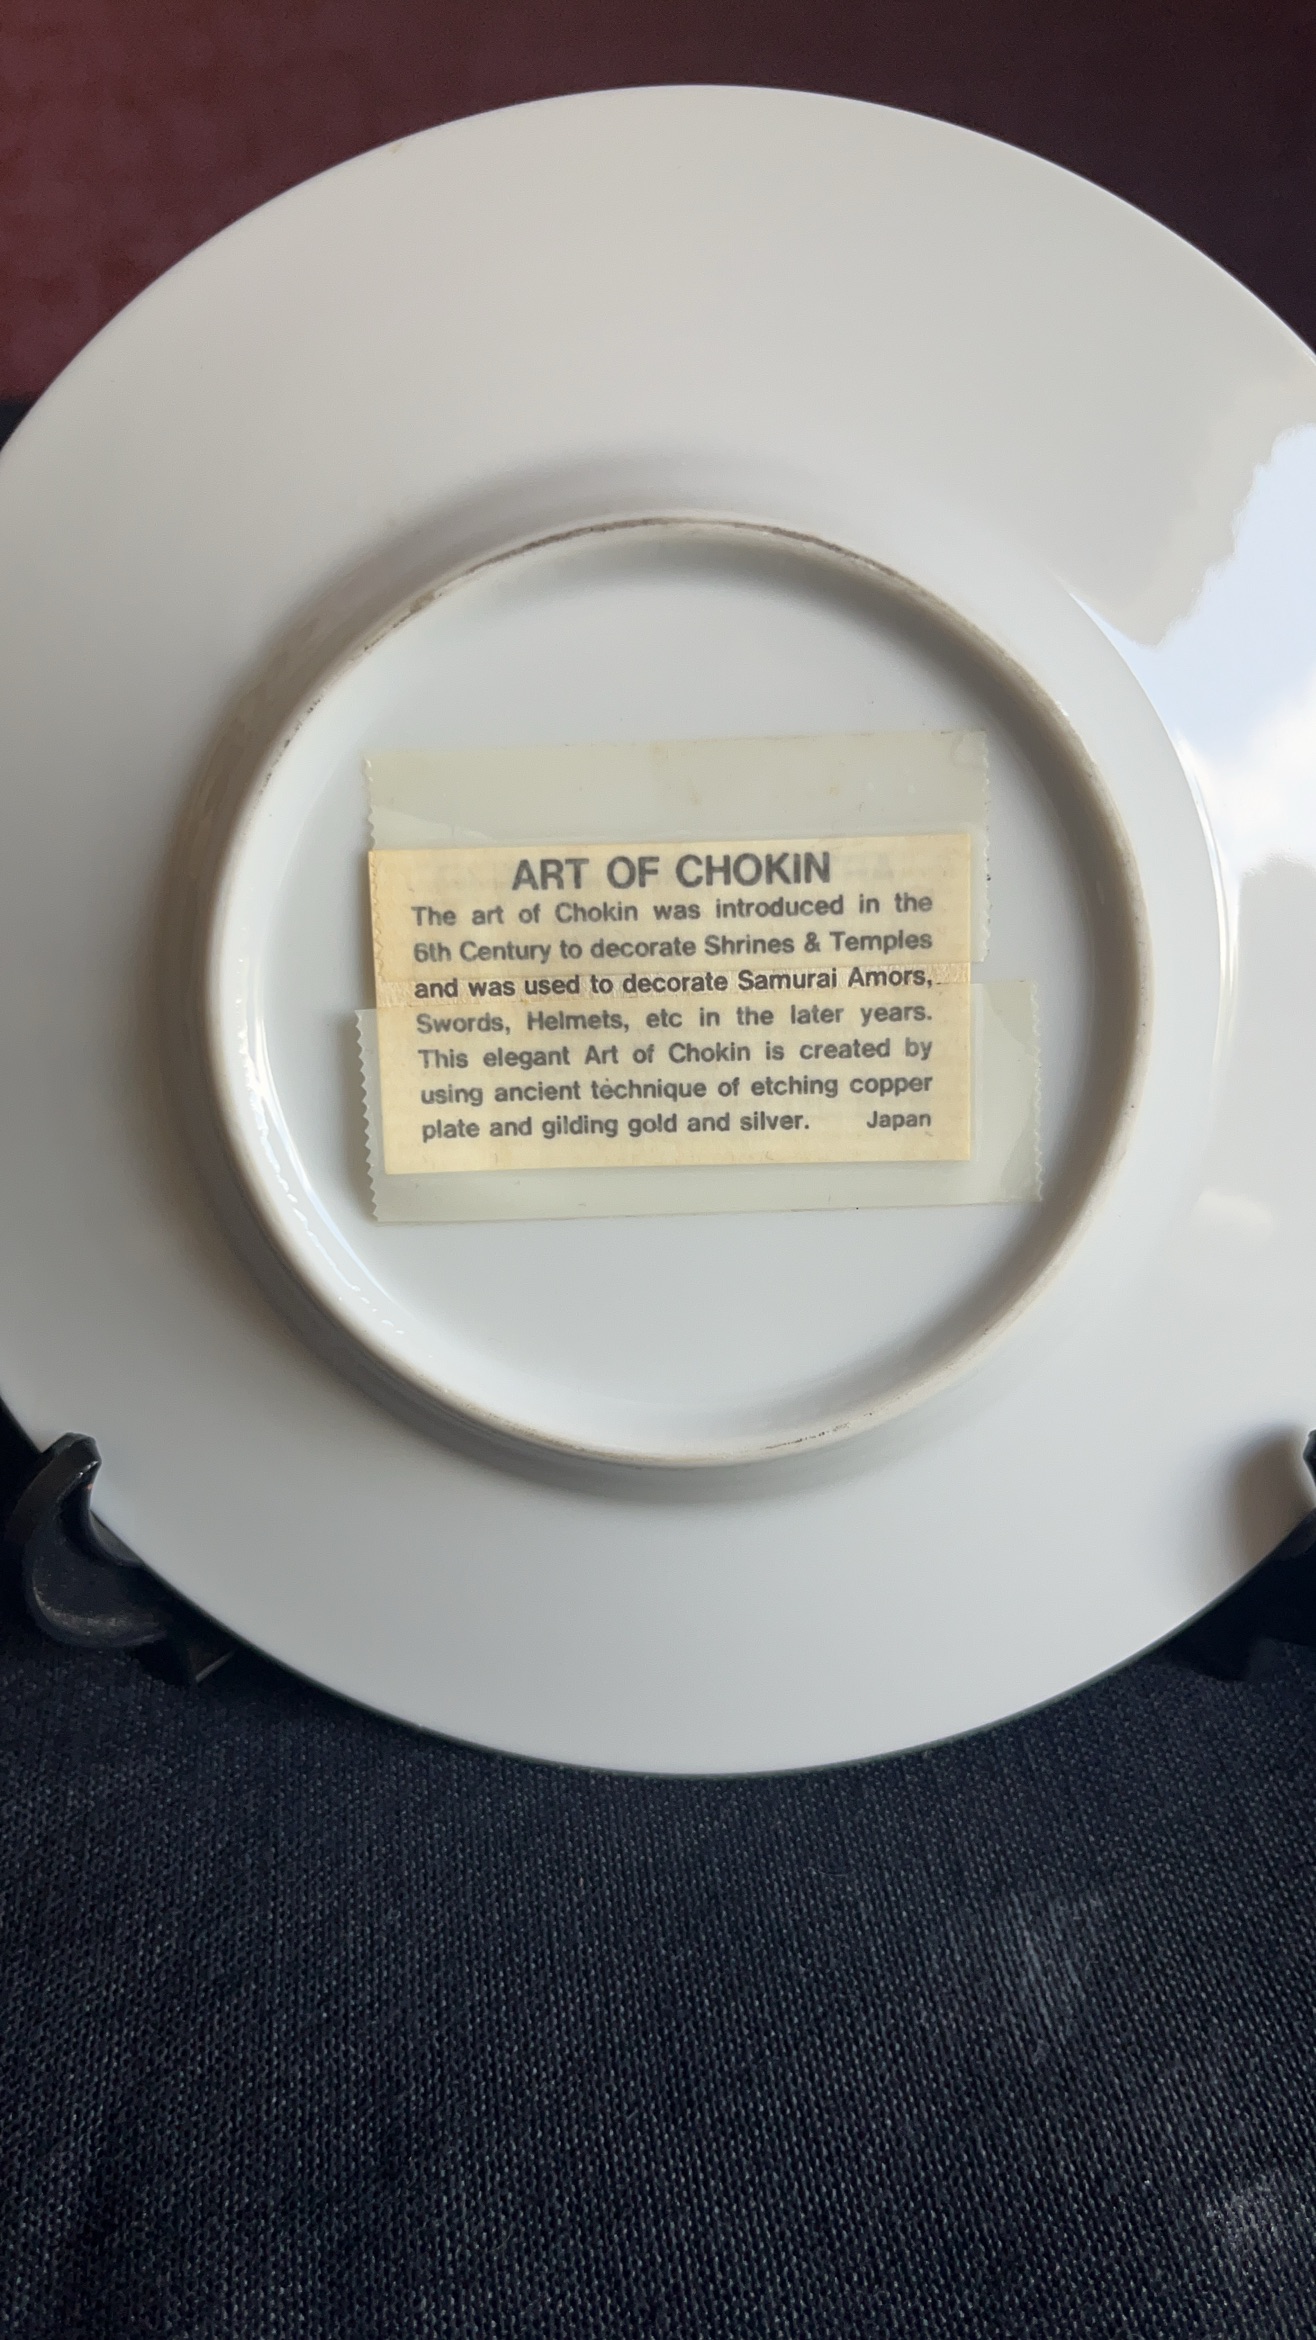 ART OF CHOKIN
The art of Chokin was introduced in the
6th Century to decorate Shrines & Temples
and was used to decorate Samurai Amors,
Swords, Helmets, etc in the later years.
This elegant Art of Chokin is created by
using ancient technique of etching copper
plate and gilding gold and silver. Japan